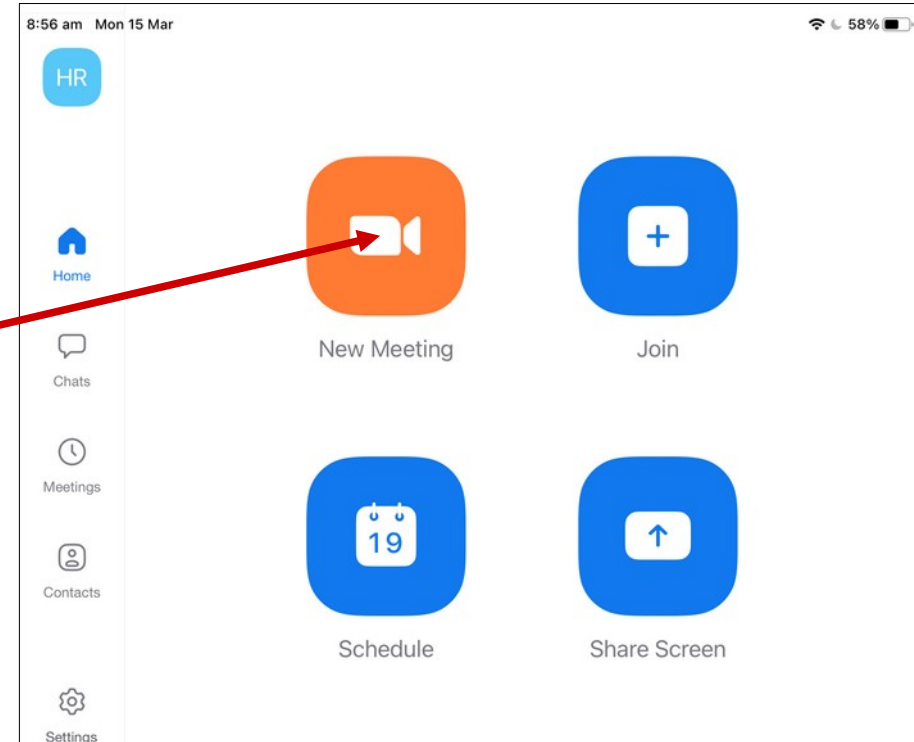 8:56 am Mon 15 Mar
58%
HR
Home
Chats
Meetings
Contacts
Settings
New Meeting
Join
19
Schedule
Share Screen